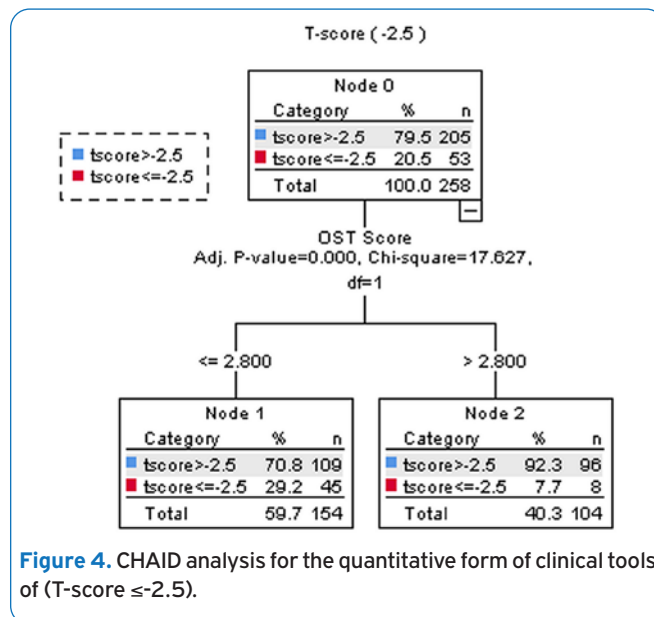 T-score (-2.5)
Node 0
Category % n
tscore>-2.5 79.5 205
tscore<=-2.5 20.5 53
Total 100.0 258
tscore>-2.5
tscore<=-2.5
OST Score
Adj. P-value=0.000, Chi-square=17.627,
df=1
<= 2.800
> 2.800
Node 1
Category % n
tscore>-2.5 70.8 109
tscore<=-2.5 29.2 45
Total 59.7 154
Node 2
Category % n
tscore>-2.5 92.3 96
tscore<=-2.5 7.7 8
Total 40.3 104
Figure 4. CHAID analysis for the quantitative form of clinical tools
of (T-score ≤-2.5).